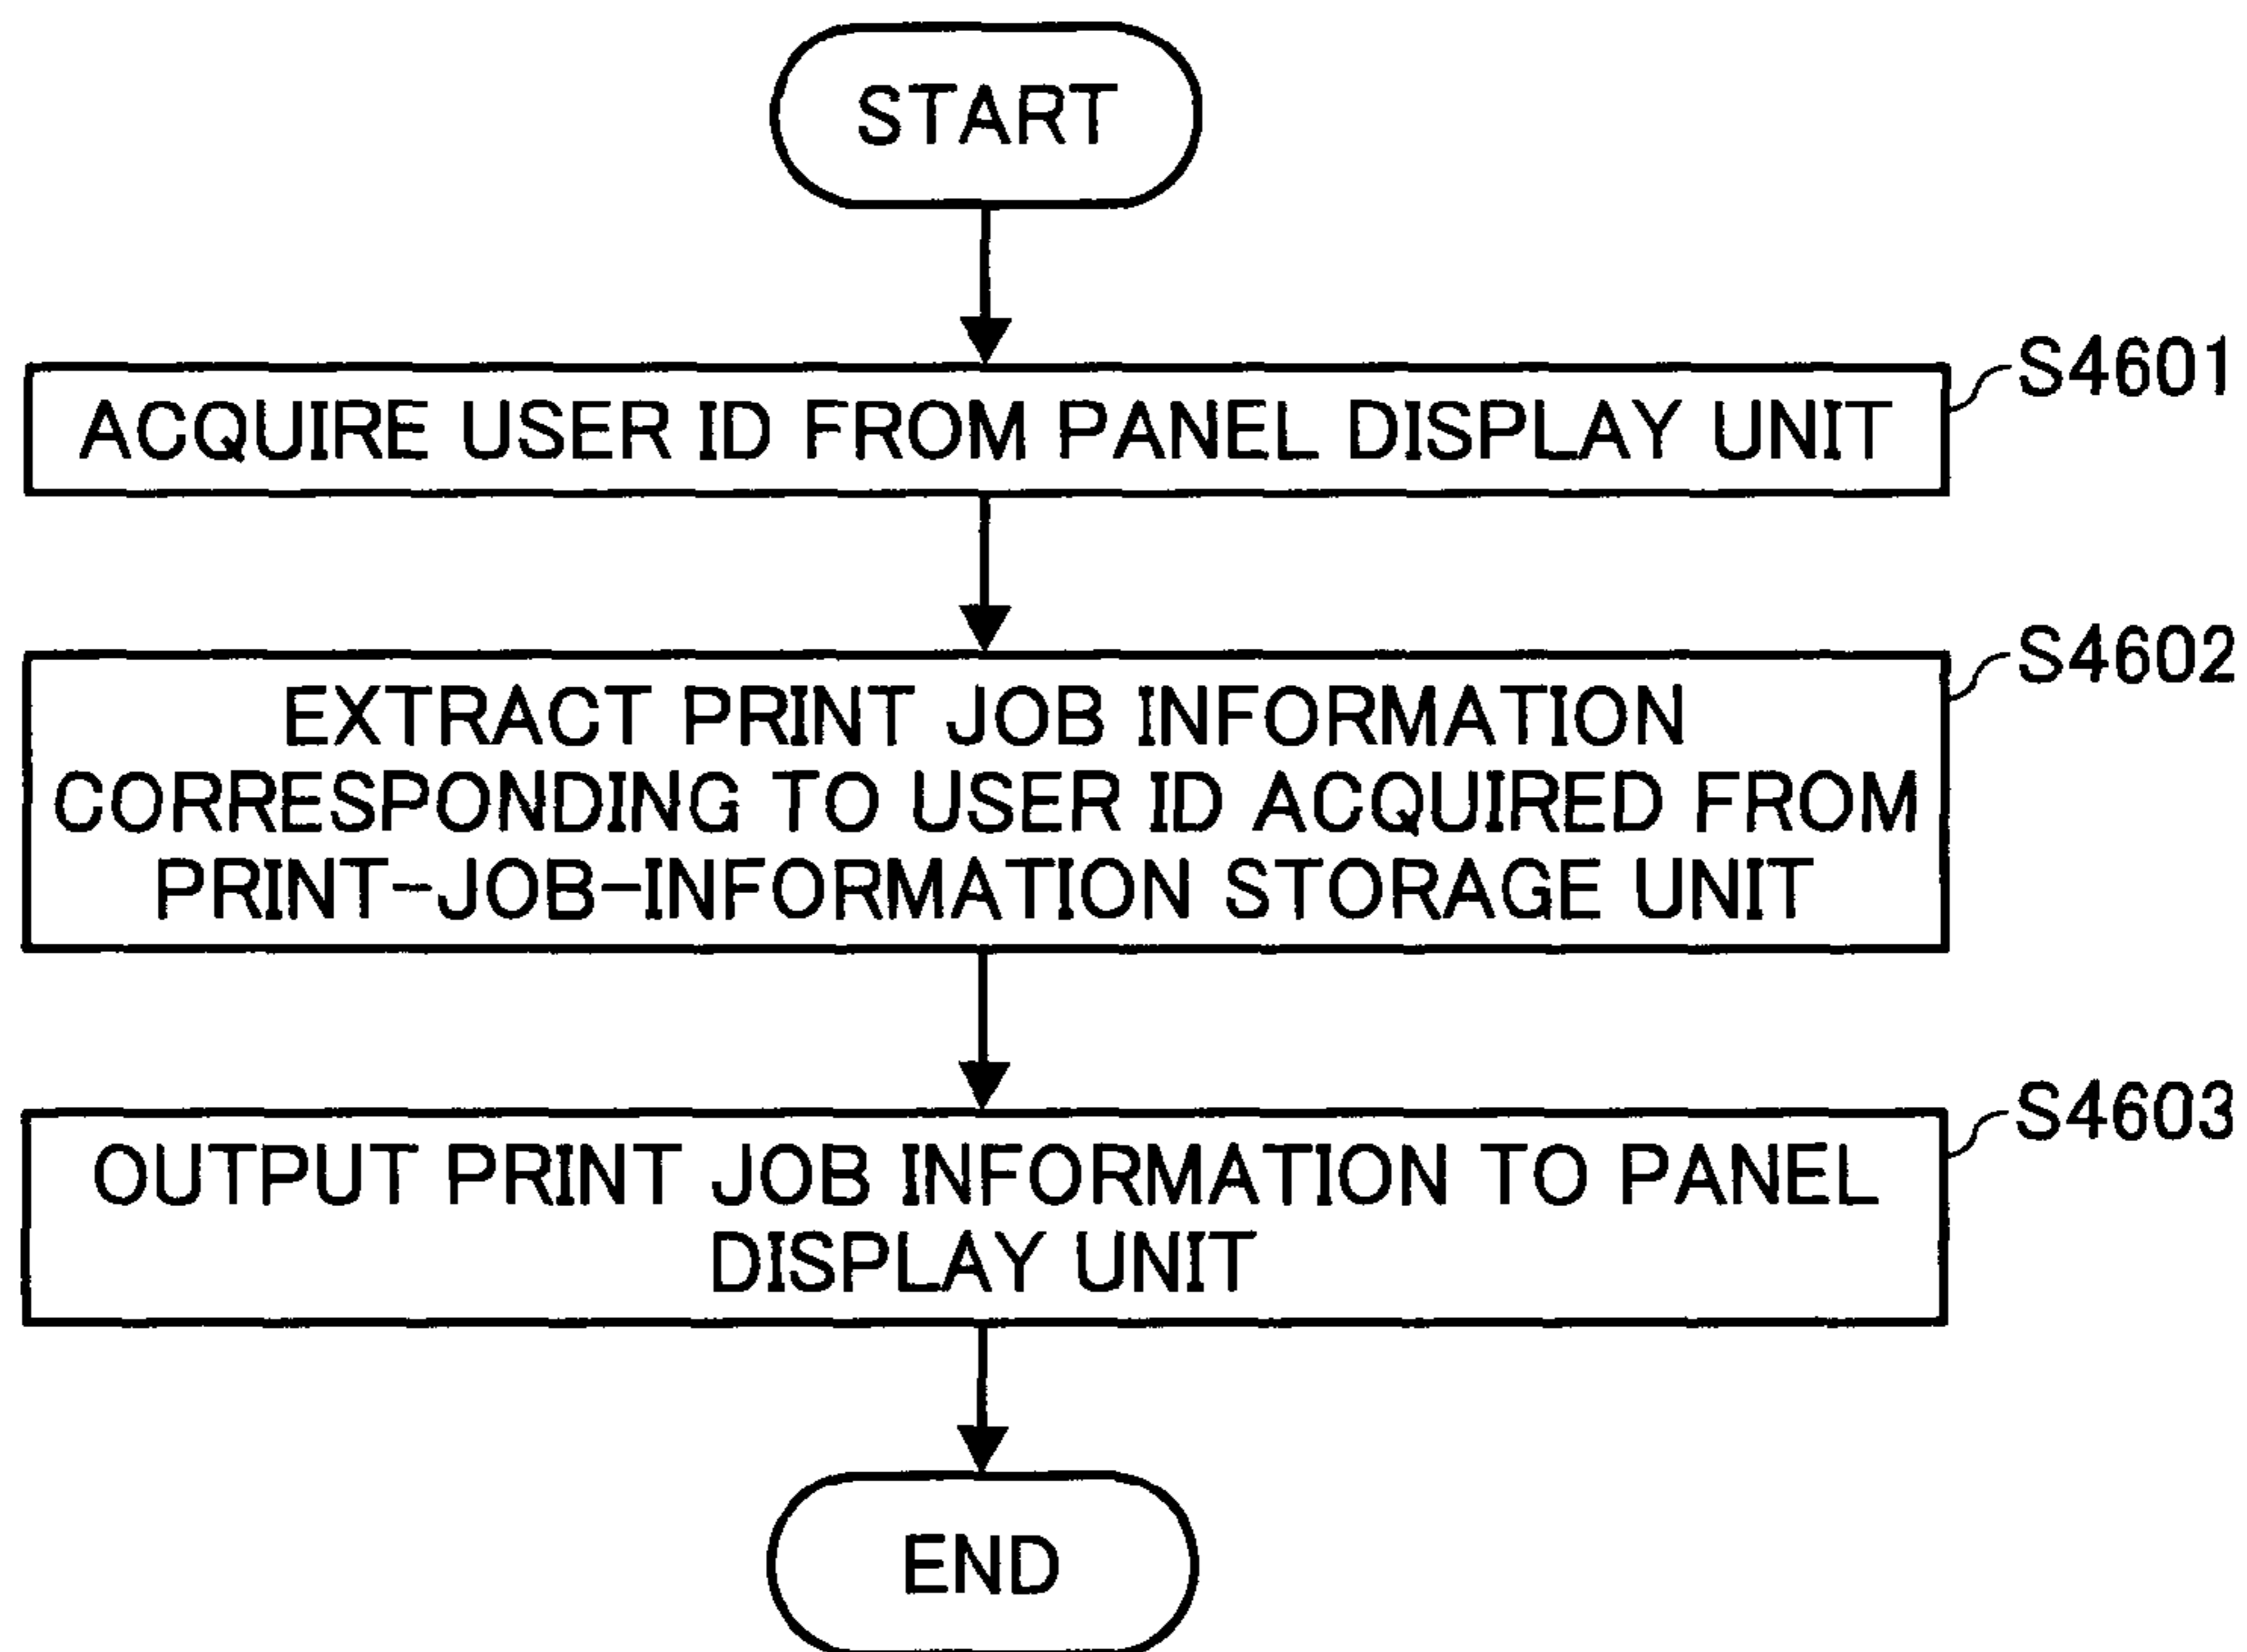 START
S4601
ACQUIRE USER ID FROM PANEL DISPLAY UNIT
S4602
EXTRACT PRINT JOB INFORMATION
CORRESPONDING TO USER ID ACQUIRED FROM
PRINT-JOB-INFORMATION STORAGE UNIT
S4603
OUTPUT PRINT JOB INFORMATION TO PANEL
DISPLAY UNIT
END